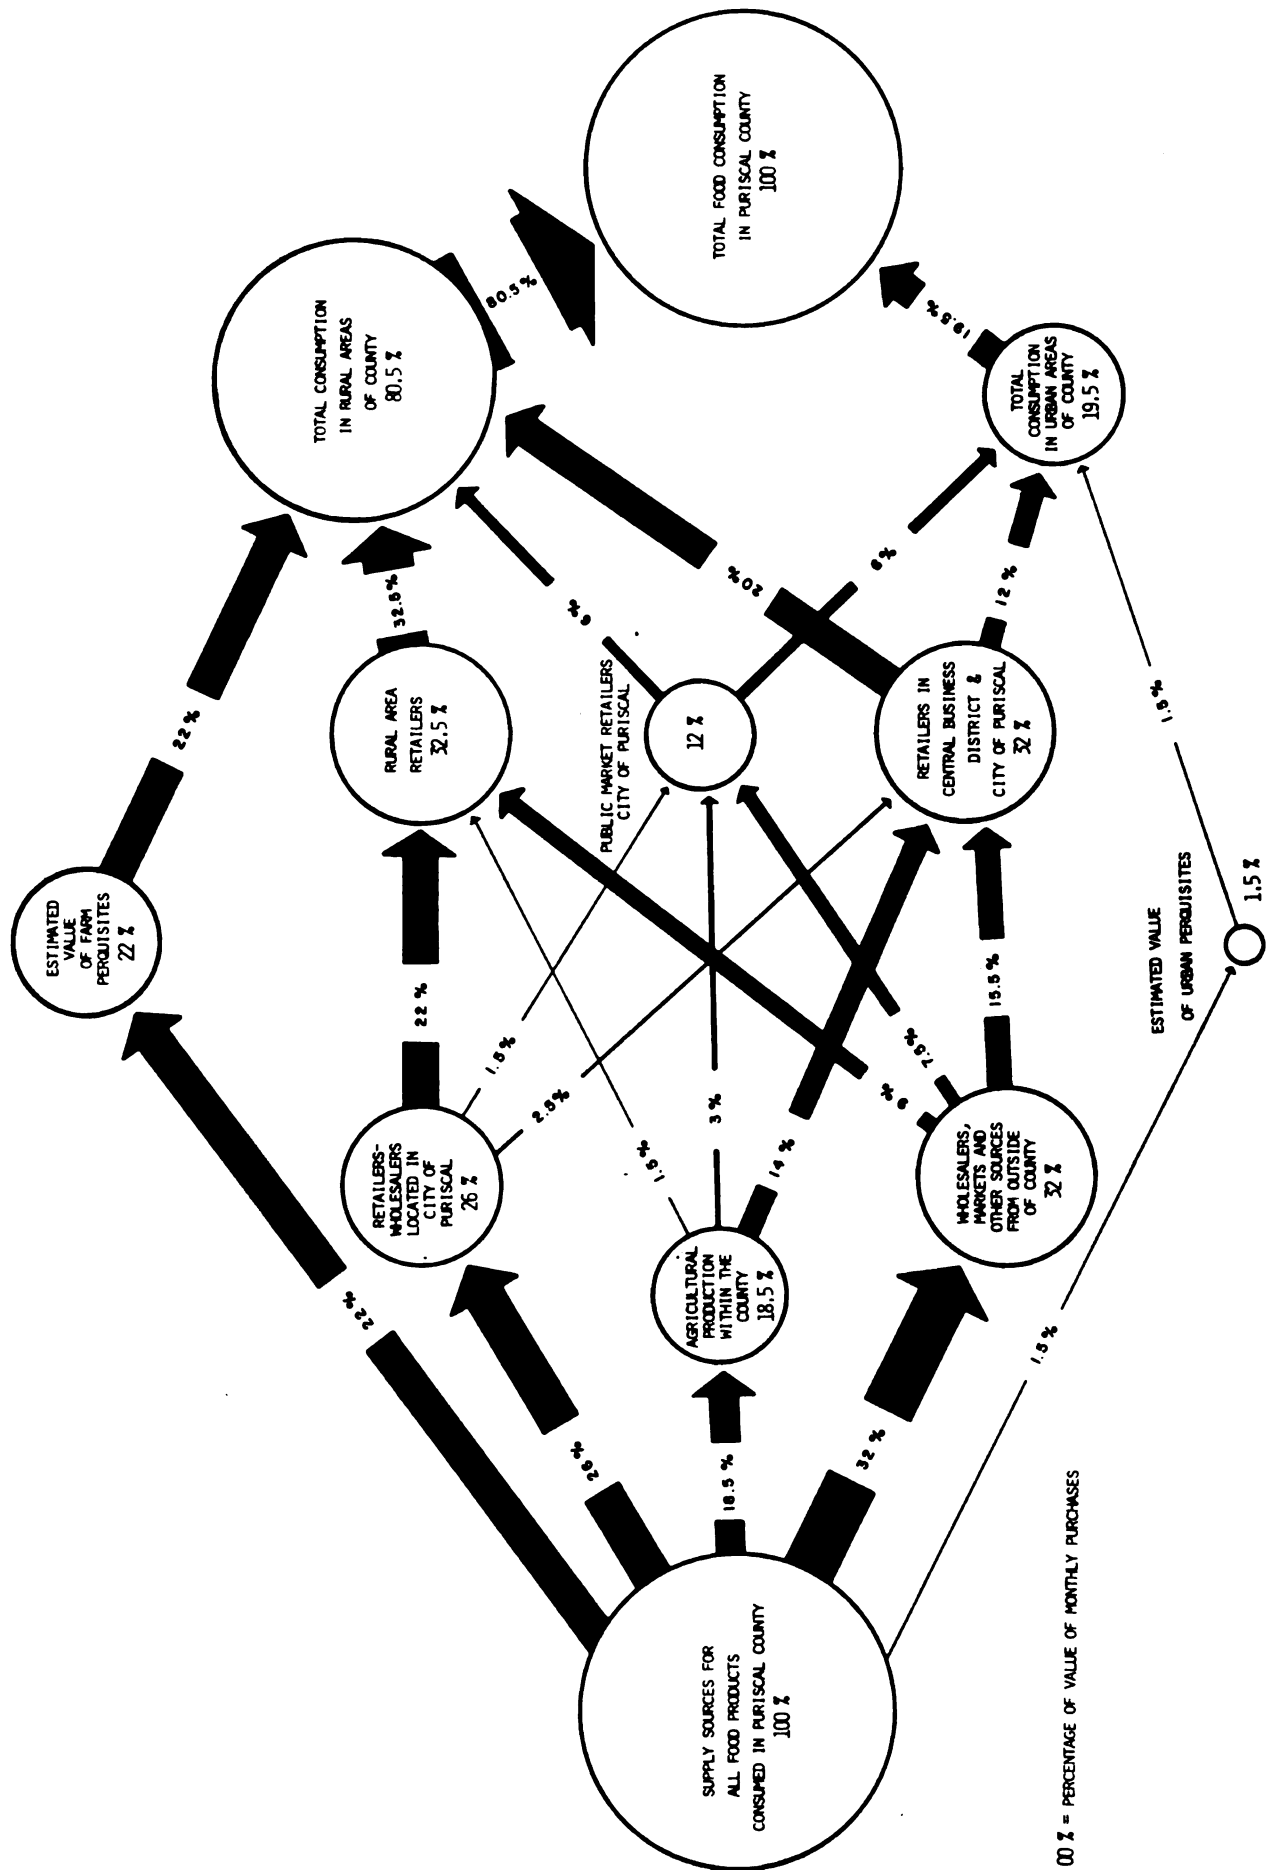 SUPPLY SOURCES FOR
ALL FOOD PRODUCTS
CONSUMED IN PURISCAL COUNTY
100 %
22%
26%
18.5 %
32 %
1.5%
ESTIMATED
VALUE
OF FARM
PERQUISITES
22 %
RETAILERS-
WHOLESALERS
LOCATED IN
CITY OF
PURISCAL
26 %
AGRICULTURAL
PRODUCTION
WITHIN THE
COUNTY
18.5 %
WHOLESALERS,
MARKETS AND
OTHER SOURCES
FROM OUTSIDE
OF COUNTY
32 %
ESTIMATED VALUE
OF URBAN PERQUISITES
1.5 %
22%
22 %
1.5%
2.5%
1.5%
3%
14 %
9%
7.5%
15.5%
1.5%
RURAL AREA
RETAILERS
32.5 %
PUBLIC MARKET RETAILERS
CITY OF PURISCAL
12 %
RETAILERS IN
CENTRAL BUSINESS
DISTRICT &
CITY OF PURISCAL
32 %
32.5%
6%
20%
6%
12 %
TOTAL CONSUMPTION
IN RURAL AREAS
OF COUNTY
80.5 %
TOTAL
CONSUMPTION
IN URBAN AREAS
OF COUNTY
19.5 %
80.5%
19.5%
TOTAL FOOD CONSUMPTION
IN PURISCAL COUNTY
100 %
00 % = PERCENTAGE OF VALUE OF MONTHLY PURCHASES